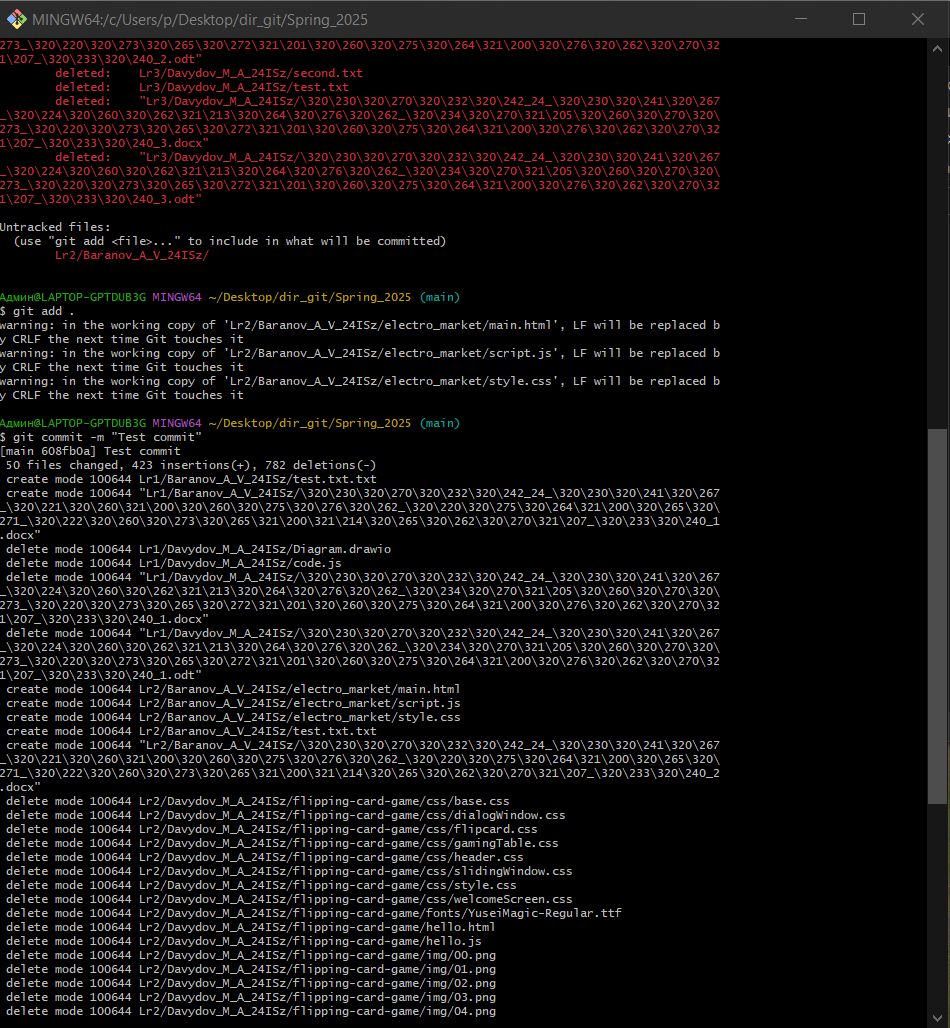 MINGW64:/c/Users/p/Desktop/dir_git/Spring_2025
273_\320\220\320\273\320\265\320\272\321\201\320\260\320\275\320\264\321\200\320\276\320\262\320\270\32
1\207_\320\233\320\240_2.odt"
deleted:    Lr3/Davydov_M_A_24ISz/second.txt
deleted:    Lr3/Davydov_M_A_24ISz/test.txt
deleted:    "Lr3/Davydov_M_A_24ISz/\320\230\320\270\320\232\320\242_24_\320\230\320\241\320\267
_\320\224\320\260\320\262\321\213\320\264\320\276\320\262_\320\234\320\270\321\205\320\260\320\270\320\
273_\320\220\320\273\320\265\320\272\321\201\320\260\320\275\320\264\321\200\320\276\320\262\320\270\32
1\207_\320\233\320\240_3.docx"
deleted:    "Lr3/Davydov_M_A_24ISz/\320\230\320\270\320\232\320\242_24_\320\230\320\241\320\267
_\320\224\320\260\320\262\321\213\320\264\320\276\320\262_\320\234\320\270\321\205\320\260\320\270\320\
273_\320\220\320\273\320\265\320\272\321\201\320\260\320\275\320\264\321\200\320\276\320\262\320\270\32
1\207_\320\233\320\240_3.odt"
Untracked files:
(use "git add <file>..." to include in what will be committed)
Lr2/Baranov_A_V_24ISz/
Админ@LAPTOP-GPTDUB3G MINGW64 ~/Desktop/dir_git/Spring_2025 (main)
$ git add .
warning: in the working copy of 'Lr2/Baranov_A_V_24ISz/electro_market/main.html', LF will be replaced b
y CRLF the next time Git touches it
warning: in the working copy of 'Lr2/Baranov_A_V_24ISz/electro_market/script.js', LF will be replaced b
y CRLF the next time Git touches it
warning: in the working copy of 'Lr2/Baranov_A_V_24ISz/electro_market/style.css', LF will be replaced b
y CRLF the next time Git touches it
Админ@LAPTOP-GPTDUB3G MINGW64 ~/Desktop/dir_git/Spring_2025 (main)
$ git commit -m "Test commit"
[main 608fb0a] Test commit
50 files changed, 423 insertions(+), 782 deletions(-)
create mode 100644 Lr1/Baranov_A_V_24ISz/test.txt.txt
create mode 100644 "Lr1/Baranov_A_V_24ISz/\320\230\320\270\320\232\320\242_24_\320\230\320\241\320\267
_\320\221\320\260\321\200\320\260\320\275\320\276\320\262_\320\220\320\275\320\264\321\200\320\265\320\
271_\320\222\320\260\320\273\320\265\321\200\321\214\320\265\320\262\320\270\321\207_\320\233\320\240_1
.docx"
delete mode 100644 Lr1/Davydov_M_A_24ISz/Diagram.drawio
delete mode 100644 Lr1/Davydov_M_A_24ISz/code.js
delete mode 100644 "Lr1/Davydov_M_A_24ISz/\320\230\320\270\320\232\320\242_24_\320\230\320\241\320\267
_\320\224\320\260\320\262\321\213\320\264\320\276\320\262_\320\234\320\270\321\205\320\260\320\270\320\
273_\320\220\320\273\320\265\320\272\321\201\320\260\320\275\320\264\321\200\320\276\320\262\320\270\32
1\207_\320\233\320\240_1.docx"
delete mode 100644 "Lr1/Davydov_M_A_24ISz/\320\230\320\270\320\232\320\242_24_\320\230\320\241\320\267
_\320\224\320\260\320\262\321\213\320\264\320\276\320\262_\320\234\320\270\321\205\320\260\320\270\320\
273_\320\220\320\273\320\265\320\272\321\201\320\260\320\275\320\264\321\200\320\276\320\262\320\270\32
1\207_\320\233\320\240_1.odt"
create mode 100644 Lr2/Baranov_A_V_24ISz/electro_market/main.html
create mode 100644 Lr2/Baranov_A_V_24ISz/electro_market/script.js
create mode 100644 Lr2/Baranov_A_V_24ISz/electro_market/style.css
create mode 100644 Lr2/Baranov_A_V_24ISz/test.txt.txt
create mode 100644 "Lr2/Baranov_A_V_24ISz/\320\230\320\270\320\232\320\242_24_\320\230\320\241\320\267
_\320\221\320\260\321\200\320\260\320\275\320\276\320\262_\320\220\320\275\320\264\321\200\320\265\320\
271_\320\222\320\260\320\273\320\265\321\200\321\214\320\265\320\262\320\270\321\207_\320\233\320\240_2
.docx"
delete mode 100644 Lr2/Davydov_M_A_24ISz/flipping-card-game/css/base.css
delete mode 100644 Lr2/Davydov_M_A_24ISz/flipping-card-game/css/dialogWindow.css
delete mode 100644 Lr2/Davydov_M_A_24ISz/flipping-card-game/css/flipcard.css
delete mode 100644 Lr2/Davydov_M_A_24ISz/flipping-card-game/css/gamingTable.css
delete mode 100644 Lr2/Davydov_M_A_24ISz/flipping-card-game/css/header.css
delete mode 100644 Lr2/Davydov_M_A_24ISz/flipping-card-game/css/slidingWindow.css
delete mode 100644 Lr2/Davydov_M_A_24ISz/flipping-card-game/css/style.css
delete mode 100644 Lr2/Davydov_M_A_24ISz/flipping-card-game/css/welcomeScreen.css
delete mode 100644 Lr2/Davydov_M_A_24ISz/flipping-card-game/fonts/YuseiMagic-Regular.ttf
delete mode 100644 Lr2/Davydov_M_A_24ISz/flipping-card-game/hello.html
delete mode 100644 Lr2/Davydov_M_A_24ISz/flipping-card-game/hello.js
delete mode 100644 Lr2/Davydov_M_A_24ISz/flipping-card-game/img/00.png
delete mode 100644 Lr2/Davydov_M_A_24ISz/flipping-card-game/img/01.png
delete mode 100644 Lr2/Davydov_M_A_24ISz/flipping-card-game/img/02.png
delete mode 100644 Lr2/Davydov_M_A_24ISz/flipping-card-game/img/03.png
delete mode 100644 Lr2/Davydov_M_A_24ISz/flipping-card-game/img/04.png